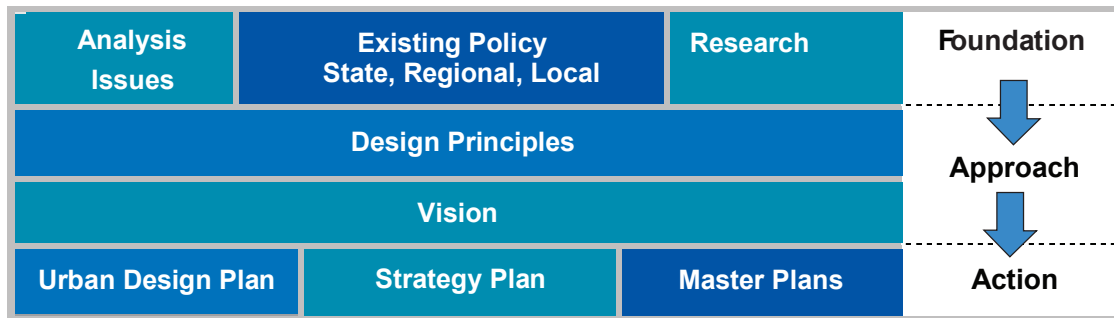 Analysis
Issues
Existing Policy
State, Regional, Local
Research
Foundation
Design Principles
Approach
Vision
Urban Design Plan
Strategy Plan
Master Plans
Action